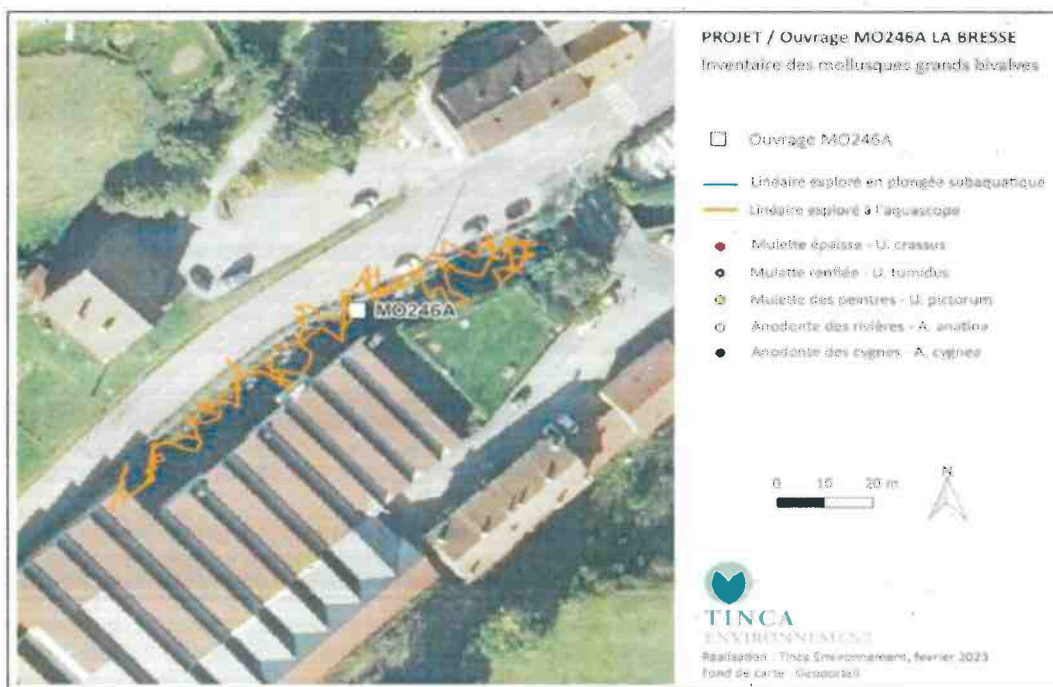 PROJET / Ouvrage MO246A LA BRESSE
Inventaire des mollusques grands bivalves
Ouvrage MO246A
Linéaire exploré en plongée subaquatique
Linéaire exploré à l'aquascope
Mulette épaisse - U. crassus
Mulette renflée - U. tumidus
Mulette des peintres - U. pictorum
Anodonte des rivières - A. anatina
Anodonte des cygnes - A. cygnea
MO246A
0 10 20 m
N
TINCA
ENVIRONNEMENT
Réalisation : Tinca Environnement, février 2023
Fond de carte : Geoportail